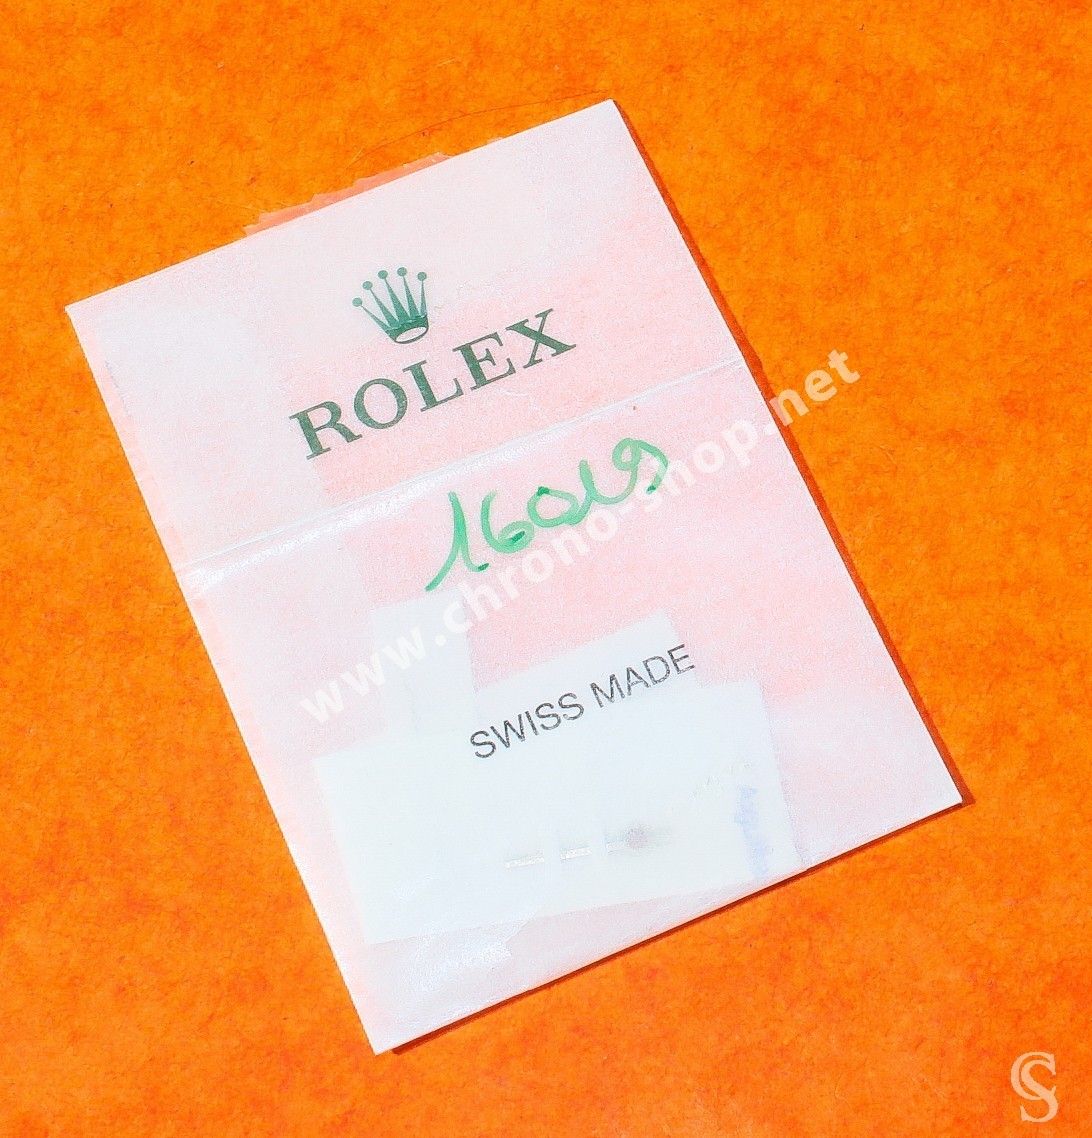 ROLEX
16019
www.chrono-shop.net
SWISS MADE